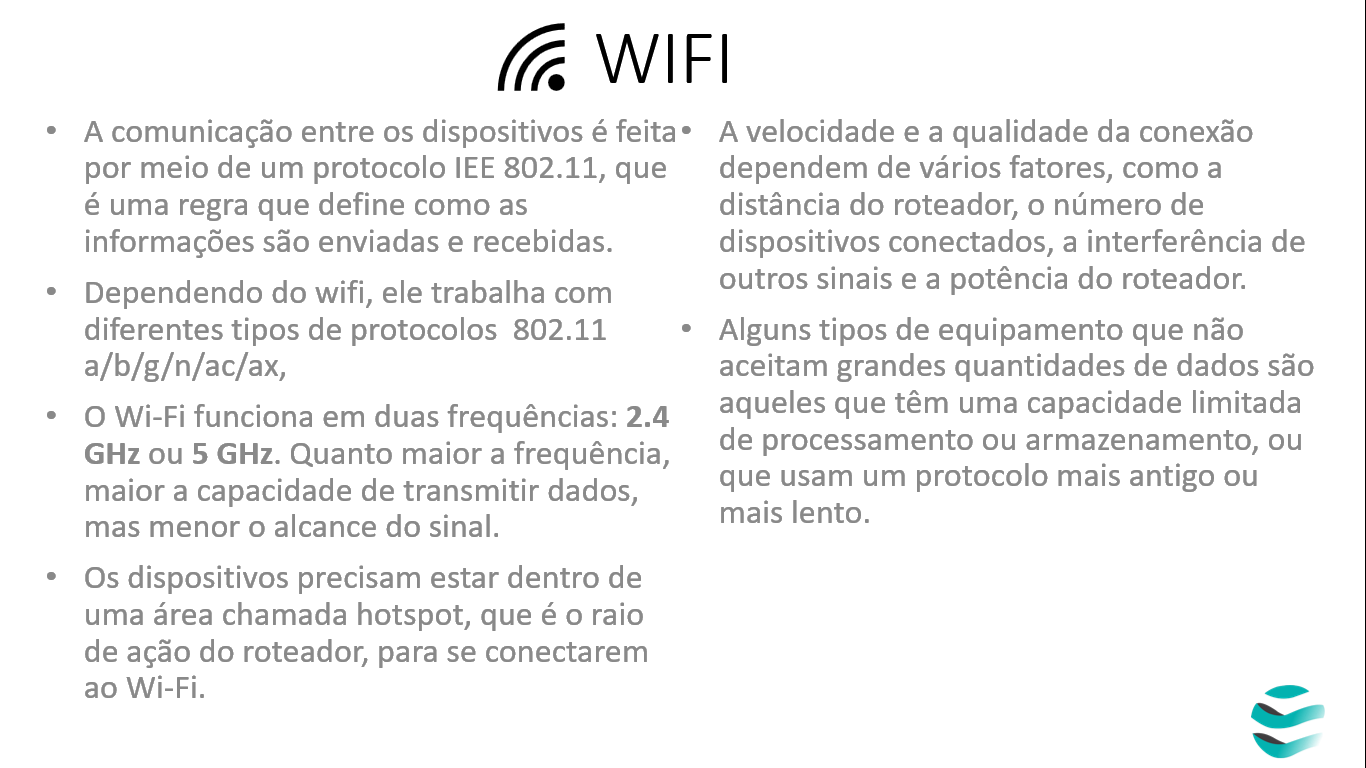 WIFI
• A comunicação entre os dispositivos é feita
por meio de um protocolo IEE 802.11, que
é uma regra que define como as
informações são enviadas e recebidas.
• Dependendo do wifi, ele trabalha com
diferentes tipos de protocolos  802.11
a/b/g/n/ac/ax,
• O Wi-Fi funciona em duas frequências: 2.4
GHz ou 5 GHz. Quanto maior a frequência,
maior a capacidade de transmitir dados,
mas menor o alcance do sinal.
• Os dispositivos precisam estar dentro de
uma área chamada hotspot, que é o raio
de ação do roteador, para se conectarem
ao Wi-Fi.
• A velocidade e a qualidade da conexão
dependem de vários fatores, como a
distância do roteador, o número de
dispositivos conectados, a interferência de
outros sinais e a potência do roteador.
• Alguns tipos de equipamento que não
aceitam grandes quantidades de dados são
aqueles que têm uma capacidade limitada
de processamento ou armazenamento, ou
que usam um protocolo mais antigo ou
mais lento.